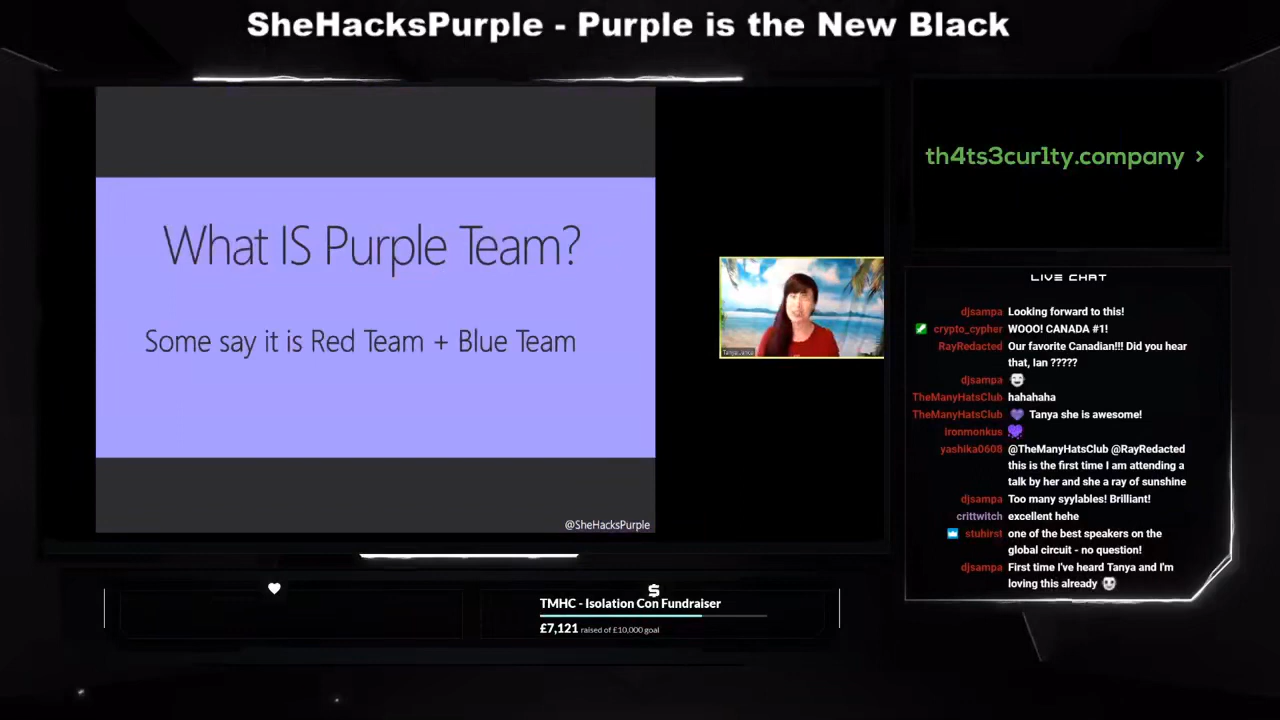 SheHacksPurple - Purple is the New Black
What IS Purple Team?
Some say it is Red Team + Blue Team
@SheHacksPurple
th4ts3cur1ty.company >
LIVE CHAT
djsampa Looking forward to this!
crypto_cypher WOOO! CANADA #1!
RayRedacted Our favorite Canadian!!! Did you hear
that, Ian ?????
djsampa
TheManyHatsClub hahahaha
TheManyHatsClub Tanya she is awesome!
ironmonkus
yashika0608 @TheManyHatsClub @RayRedacted
this is the first time I am attending a
talk by her and she a ray of sunshine
djsampa Too many syylables! Brilliant!
crittwitch excellent hehe
stuhirst one of the best speakers on the
global circuit - no question!
djsampa First time I've heard Tanya and I'm
loving this already
TMHC - Isolation Con Fundraiser
£7,121 raised of £10,000 goal